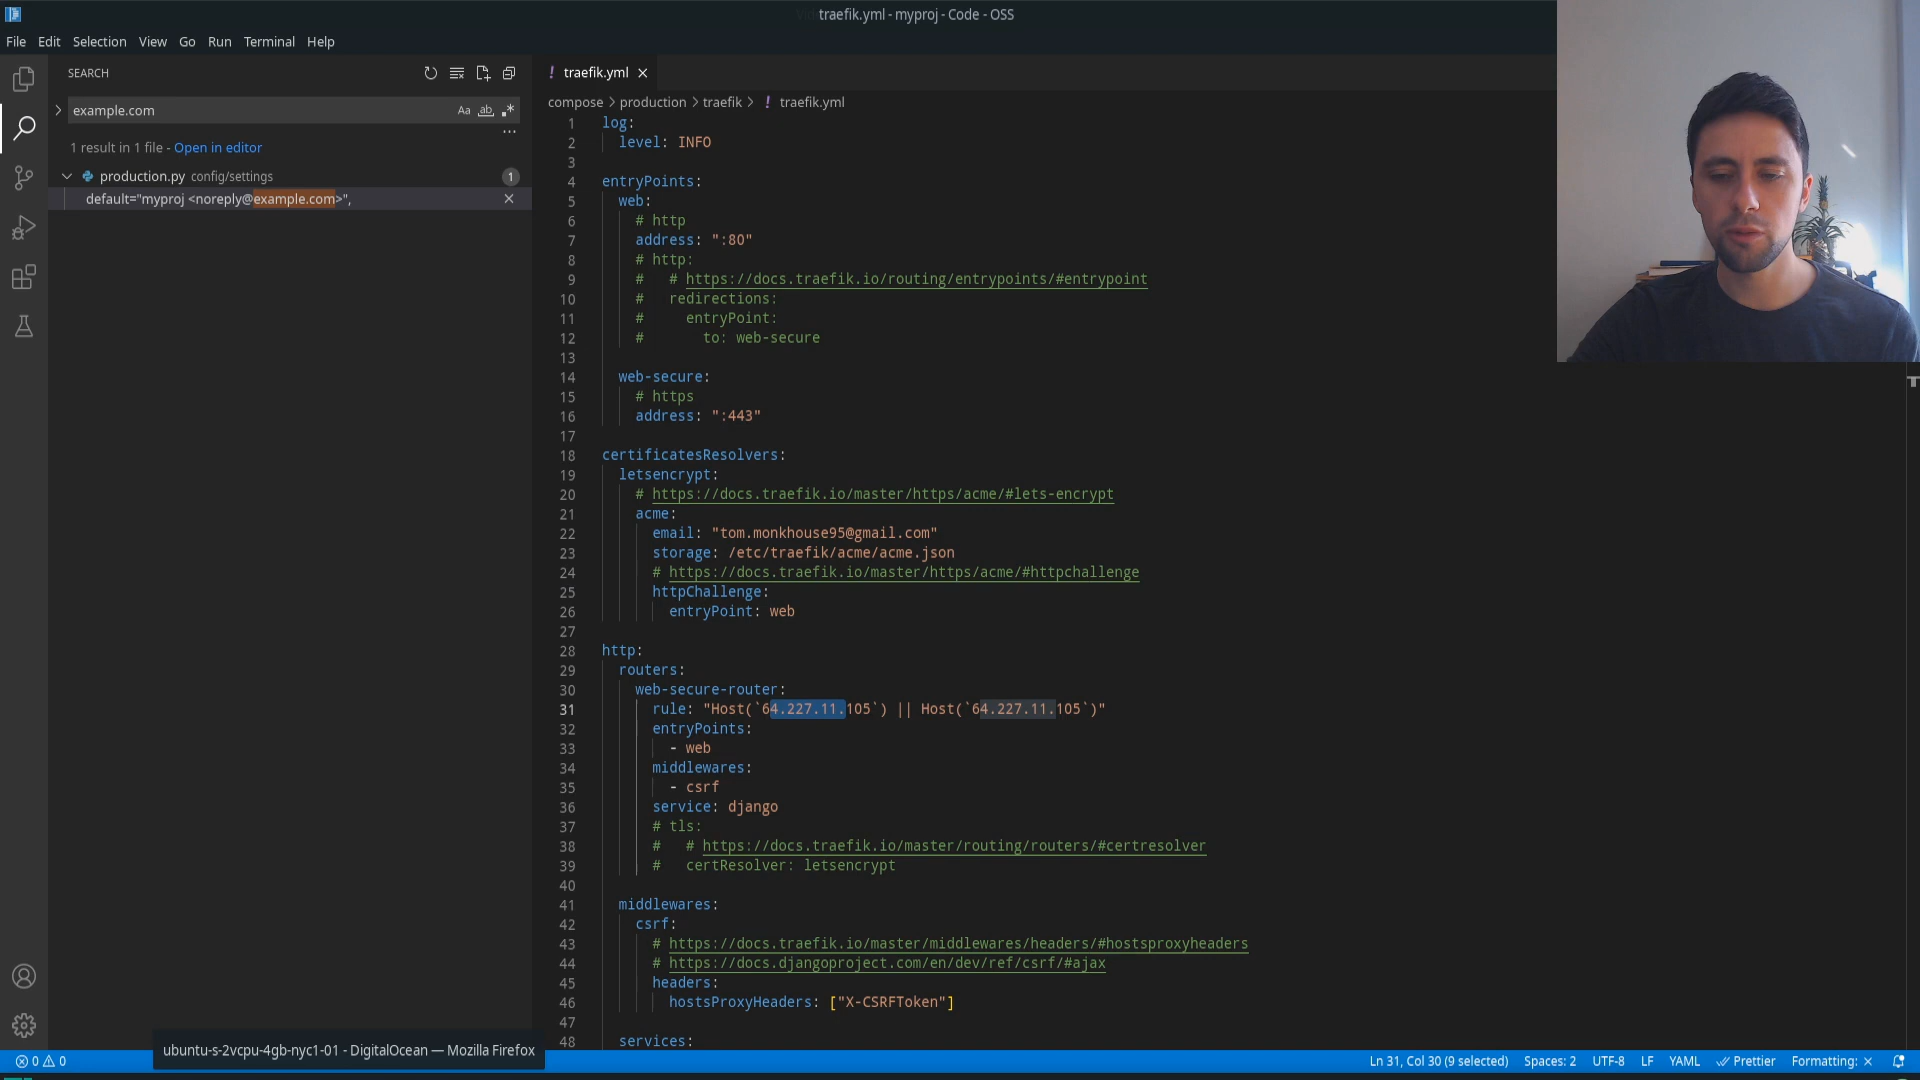 traefik.yml - myproj - Code - OSS
File Edit Selection View Go Run Terminal Help
SEARCH
example.com
Aa ab .*
1 result in 1 file - Open in editor
production.py config/settings 1
default="myproj <noreply@example.com>",
! traefik.yml
compose > production > traefik > ! traefik.yml
1 log:
2 level: INFO
3
4 entryPoints:
5 web:
6 # http
7 address: ":80"
8 # http:
9 # # https://docs.traefik.io/routing/entrypoints/#entrypoint
10 # redirections:
11 # entryPoint:
12 # to: web-secure
13
14 web-secure:
15 # https
16 address: ":443"
17
18 certificatesResolvers:
19 letsencrypt:
20 # https://docs.traefik.io/master/https/acme/#lets-encrypt
21 acme:
22 email: "tom.monkhouse95@gmail.com"
23 storage: /etc/traefik/acme/acme.json
24 # https://docs.traefik.io/master/https/acme/#httpchallenge
25 httpChallenge:
26 entryPoint: web
27
28 http:
29 routers:
30 web-secure-router:
31 rule: "Host(`64.227.11.105`) || Host(`64.227.11.105`)"
32 entryPoints:
33 - web
34 middlewares:
35 - csrf
36 service: django
37 # tls:
38 # # https://docs.traefik.io/master/routing/routers/#certresolver
39 # certResolver: letsencrypt
40
41 middlewares:
42 csrf:
43 # https://docs.traefik.io/master/middlewares/headers/#hostsproxyheaders
44 # https://docs.djangoproject.com/en/dev/ref/csrf/#ajax
45 headers:
46 hostsProxyHeaders: ["X-CSRFToken"]
47
48 services:
ubuntu-s-2vcpu-4gb-nyc1-01 - DigitalOcean — Mozilla Firefox
0 0
Ln 31, Col 30 (9 selected) Spaces: 2 UTF-8 LF YAML Prettier Formatting: ×